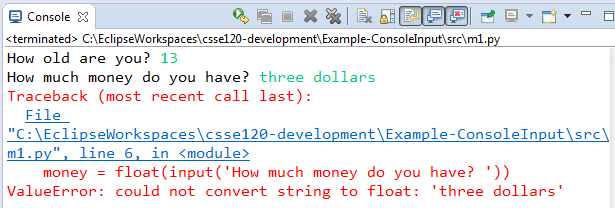 Console
<terminated> C:\EclipseWorkspaces\csse120-development\Example-ConsoleInput\src\m1.py
How old are you? 13
How much money do you have? three dollars
Traceback (most recent call last):
  File
"C:\EclipseWorkspaces\csse120-development\Example-ConsoleInput\src\
m1.py", line 6, in <module>
    money = float(input('How much money do you have? '))
ValueError: could not convert string to float: 'three dollars'